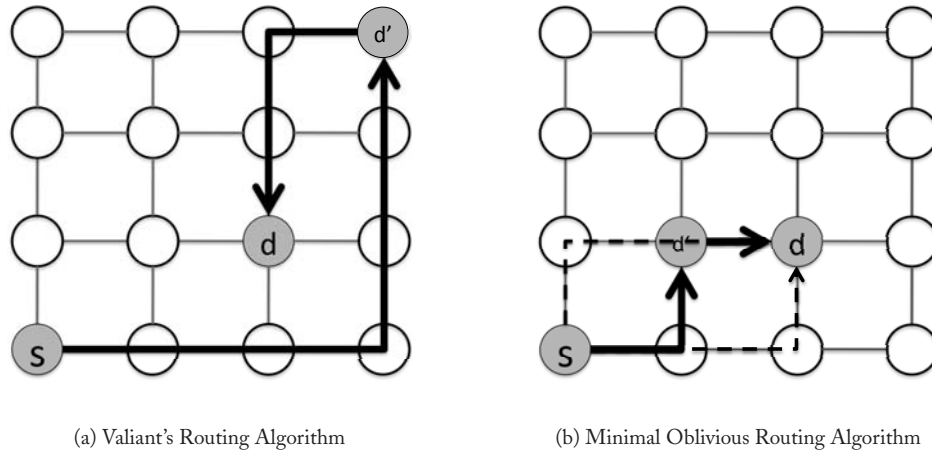 d'
d
S
d'
d
S
(a) Valiant's Routing Algorithm
(b) Minimal Oblivious Routing Algorithm